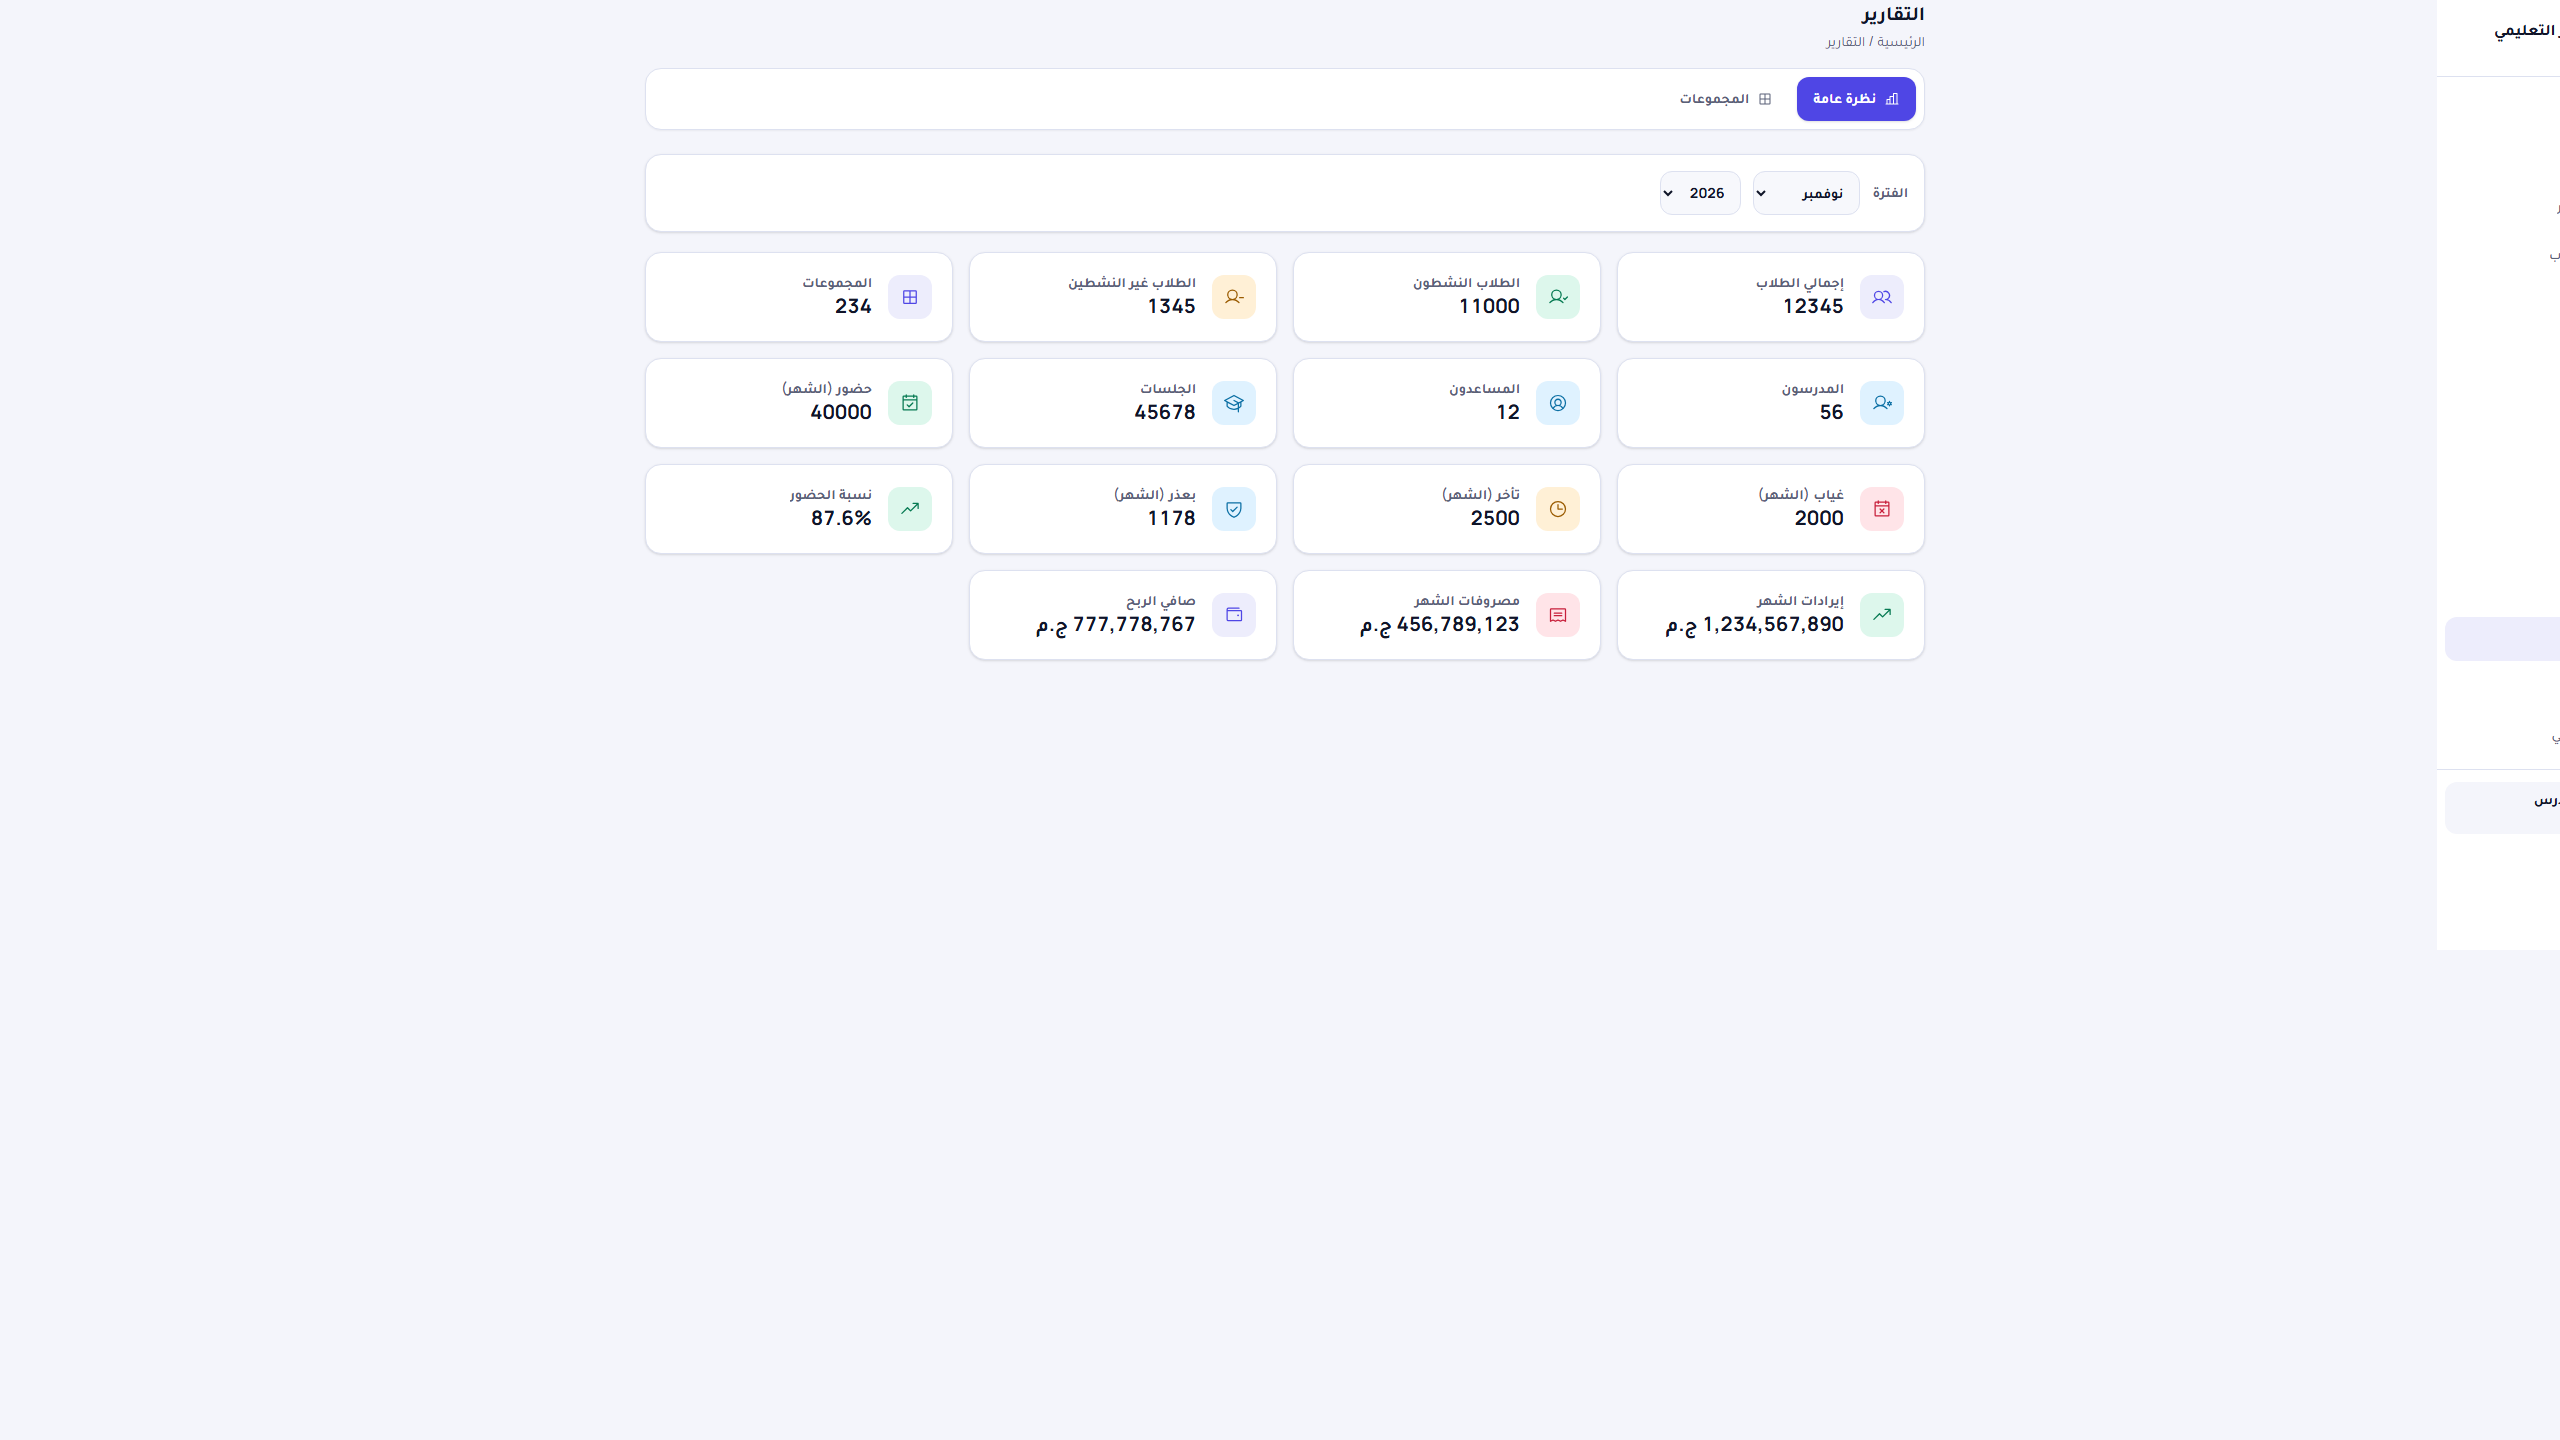 التقارير
الرئيسية / التقارير
نظرة عامة
المجموعات
الفترة
نوفمبر
2026
إجمالي الطلاب
12345
الطلاب النشطون
11000
الطلاب غير النشطين
1345
المجموعات
234
المدرسون
56
المساعدون
12
الجلسات
45678
حضور (الشهر)
40000
غياب (الشهر)
2000
تأخر (الشهر)
2500
بعذر (الشهر)
1178
نسبة الحضور
87.6%
إيرادات الشهر
1,234,567,890 ج.م
مصروفات الشهر
456,789,123 ج.م
صافي الربح
777,778,767 ج.م
التعليمي